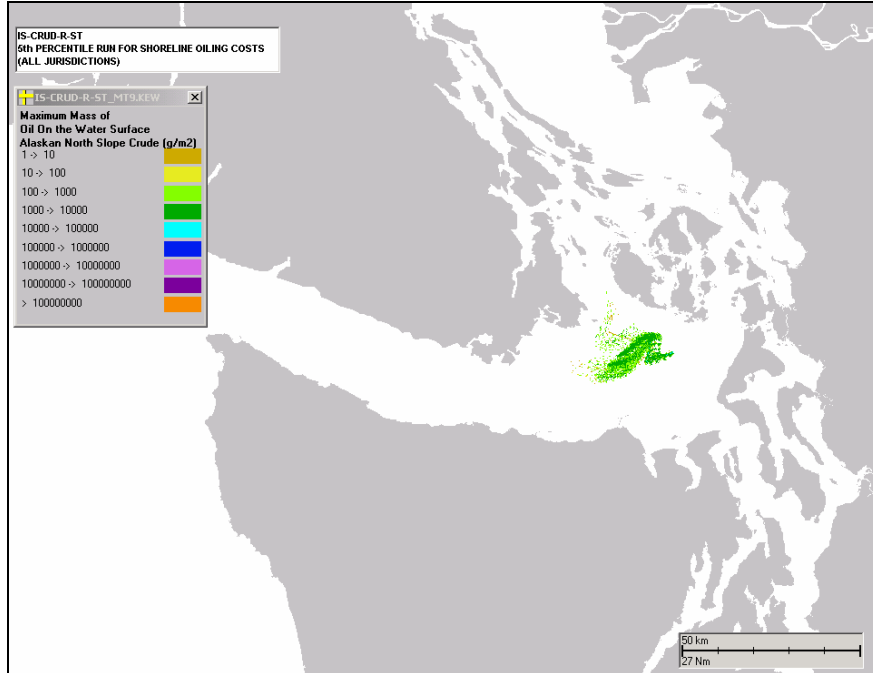 IS-CRUD-R-ST
5th PERCENTILE RUN FOR SHORELINE OILING COSTS
(ALL JURISDICTIONS)
IS-CRUD-R-ST_MT9.KEW
Maximum Mass of
Oil On the Water Surface
Alaskan North Slope Crude (g/m2)
1 -> 10
10 -> 100
100 -> 1000
1000 -> 10000
10000 -> 100000
100000 -> 1000000
1000000 -> 10000000
10000000 -> 100000000
> 100000000
50 km
27 Nm